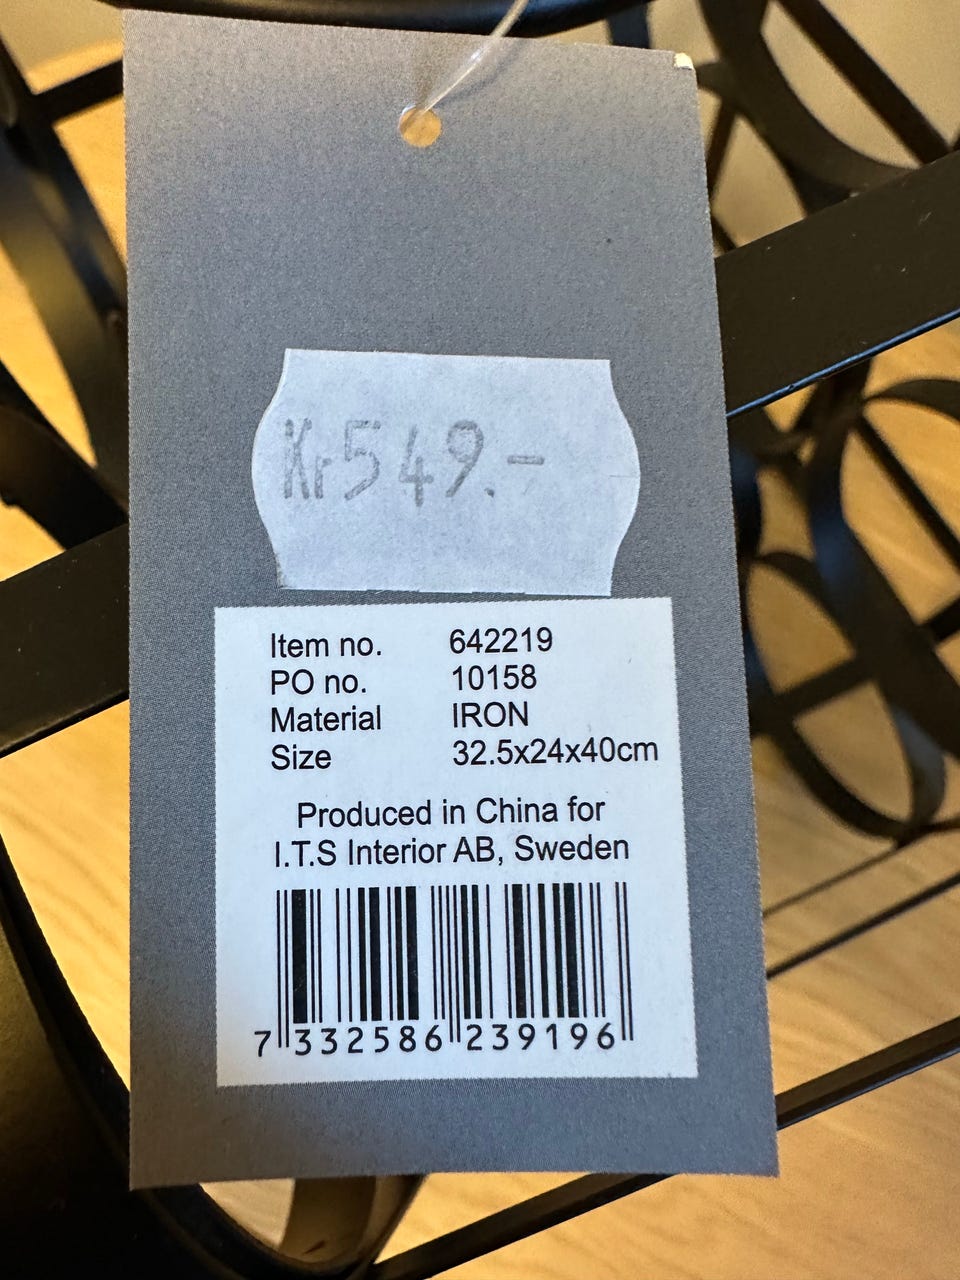 Kr549.-
Item no. 642219
PO no. 10158
Material IRON
Size 32.5x24x40cm
Produced in China for
I.T.S Interior AB, Sweden
7 332586 239196